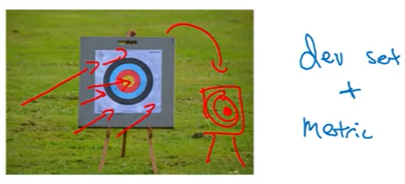 dev set
+
metric